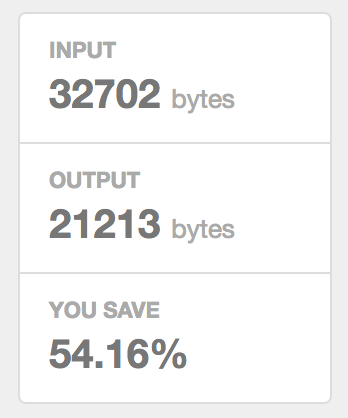 INPUT
32702 bytes
OUTPUT
21213 bytes
YOU SAVE
54.16%